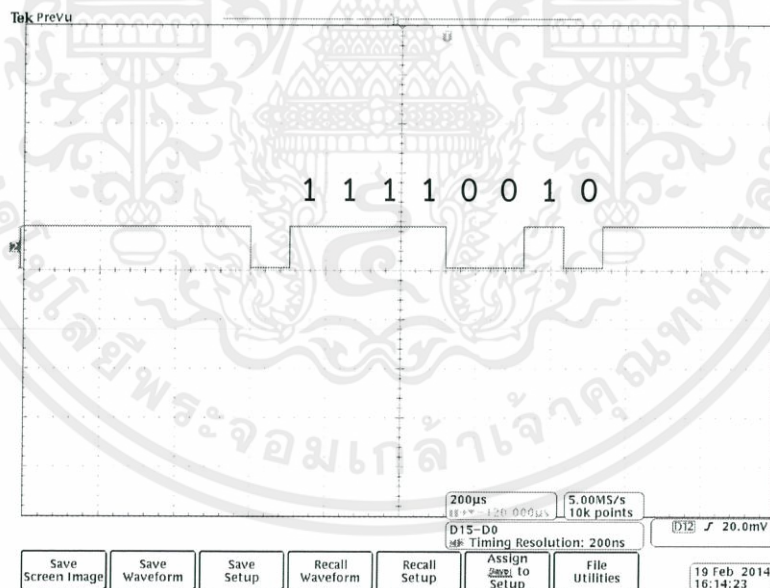 Tek PreVu
1 1 1 1 0 0 1 0
200µs
5.00MS/s
10k points
D15-D0
Timing Resolution: 200ns
D12 ∫ 20.0mV
Save Screen Image
Save Waveform
Save Setup
Recall Waveform
Recall Setup
Assign Save to Setup
File Utilities
19 Feb 2014
16:14:23